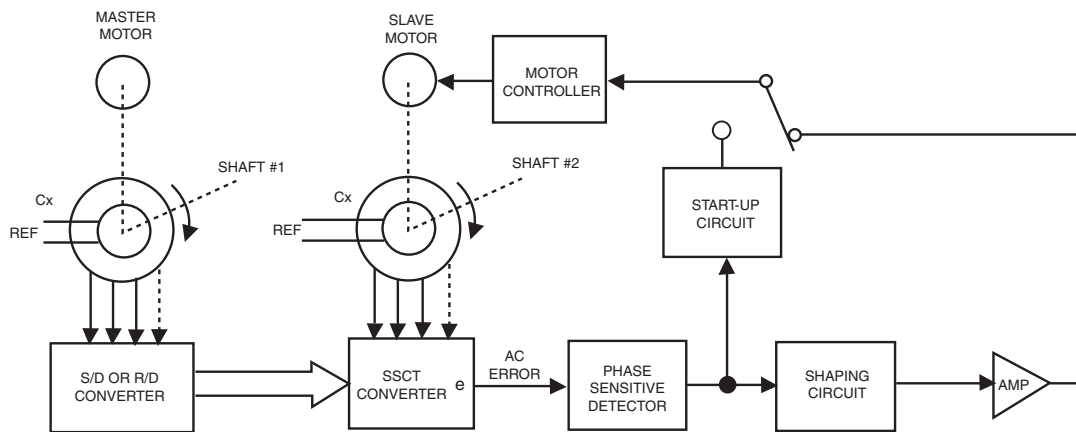 MASTER
MOTOR
SLAVE
MOTOR
MOTOR
CONTROLLER
SHAFT #1
SHAFT #2
Cx
REF
Cx
REF
START-UP
CIRCUIT
S/D OR R/D
CONVERTER
SSCT
CONVERTER
e
AC
ERROR
PHASE
SENSITIVE
DETECTOR
SHAPING
CIRCUIT
AMP